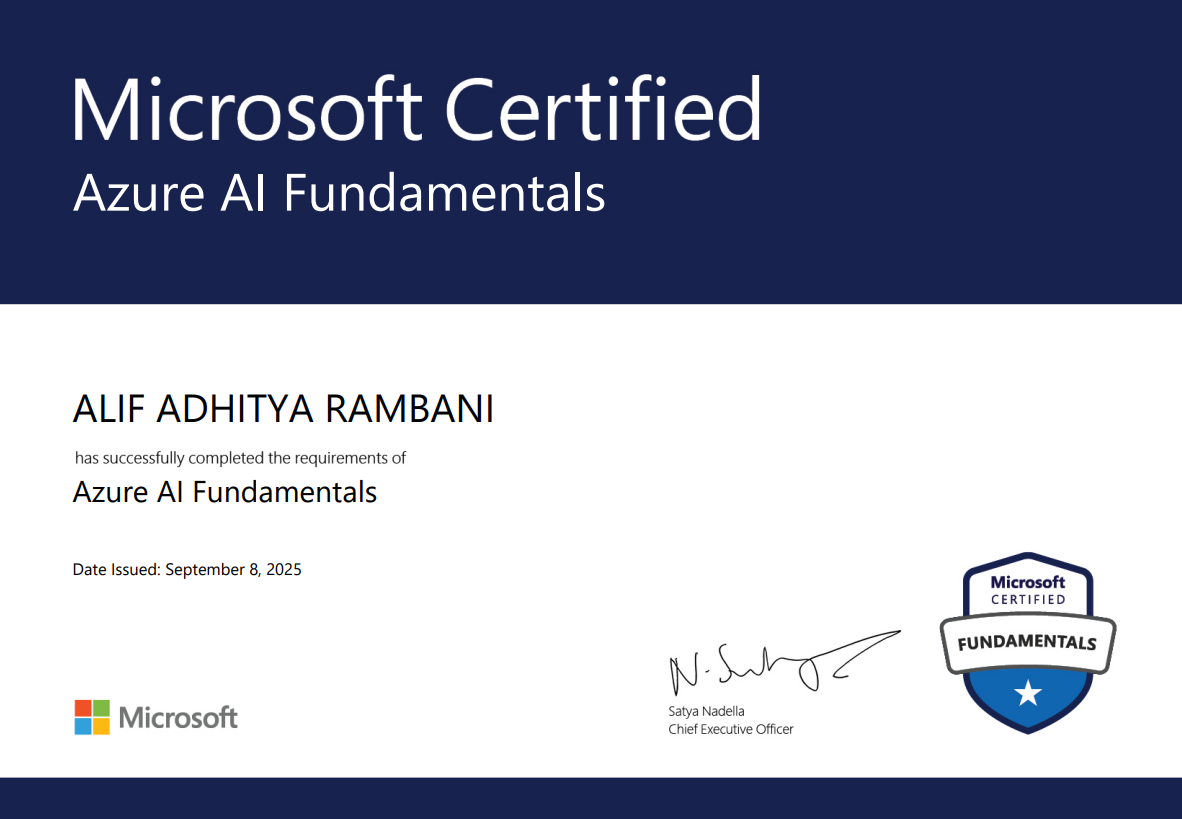 Microsoft Certified
Azure AI Fundamentals
ALIF ADHITYA RAMBANI
has successfully completed the requirements of
Azure AI Fundamentals
Date Issued: September 8, 2025
Microsoft
CERTIFIED
FUNDAMENTALS
N. Satya
Satya Nadella
Chief Executive Officer
Microsoft